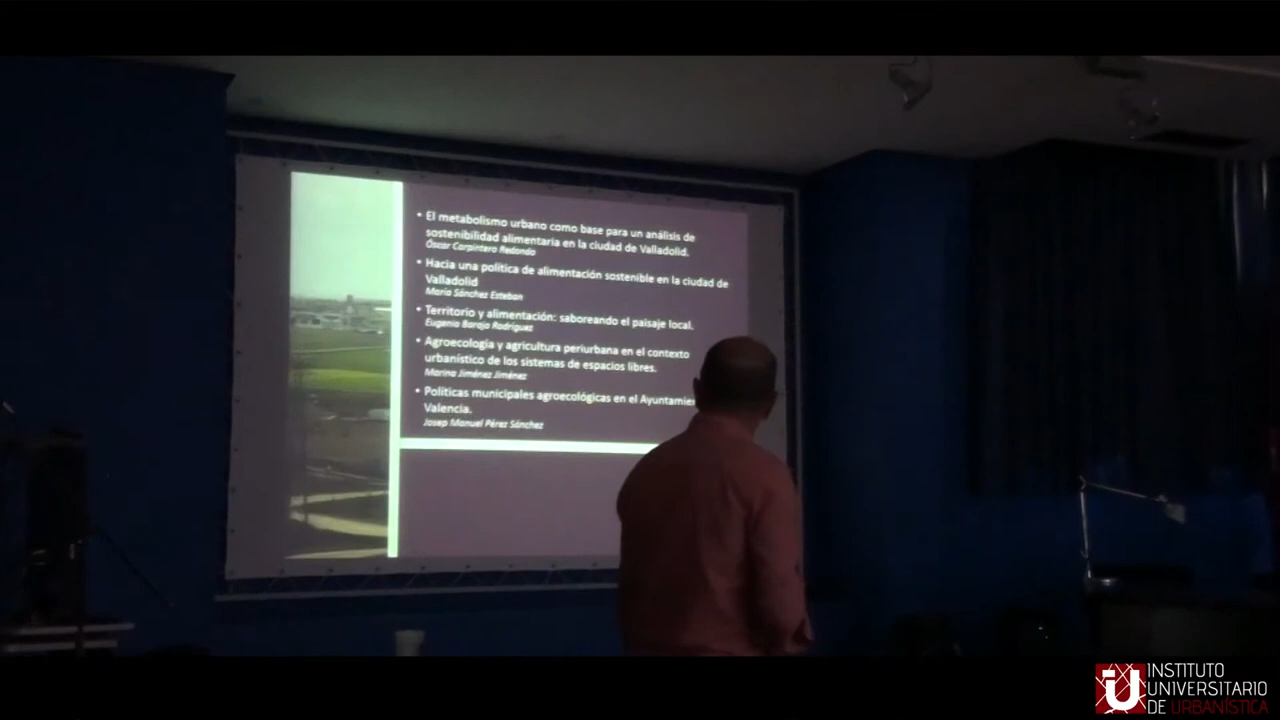 • El metabolismo urbano como base para un análisis de
sostenibilidad alimentaria en la ciudad de Valladolid.
Óscar Carpintero Redondo
• Hacia una política de alimentación sostenible en la ciudad de
Valladolid
María Sánchez Esteban
• Territorio y alimentación: saboreando el paisaje local.
Eugenio Baraja Rodríguez
• Agroecología y agricultura periurbana en el contexto
urbanístico de los sistemas de espacios libres.
Marina Jiménez Jiménez
• Políticas municipales agroecológicas en el
Valencia.
Josep Manuel Pérez Sánchez
iU
INSTITUTO
UNIVERSITARIO
DE URBANÍSTICA